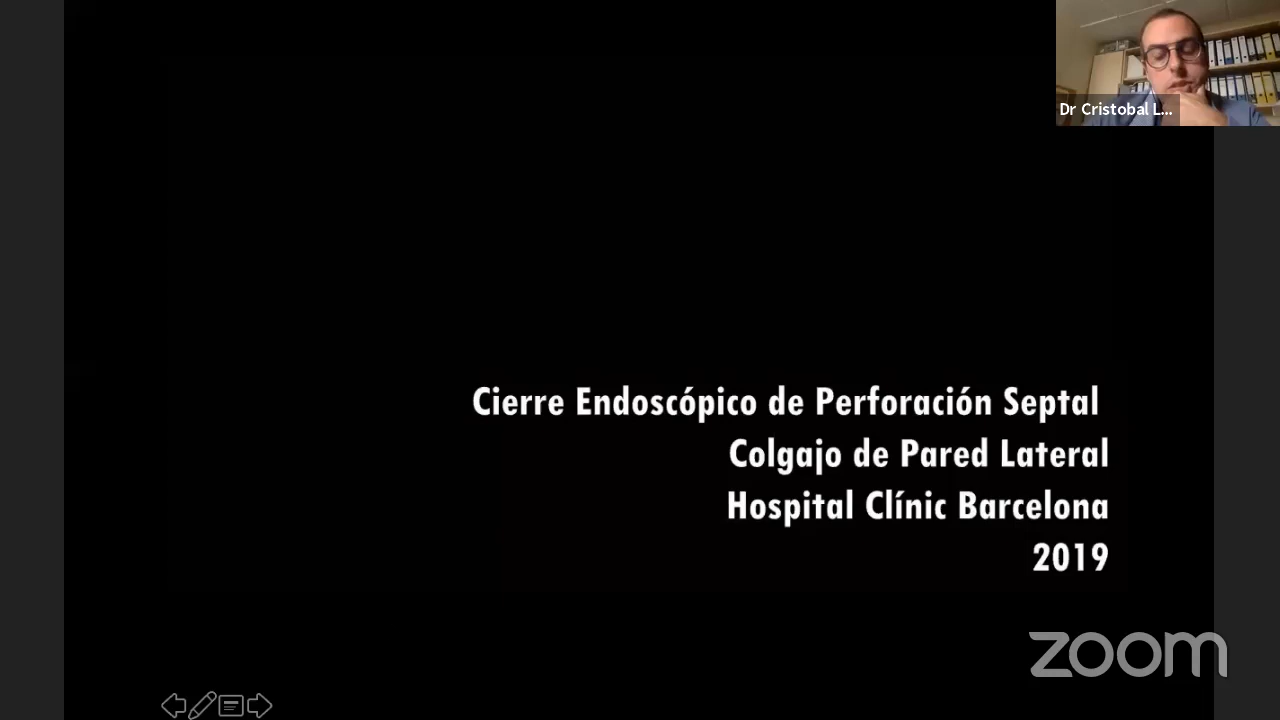 Dr Cristobal L...
Cierre Endoscópico de Perforación Septal
Colgajo de Pared Lateral
Hospital Clínic Barcelona
2019
zoom